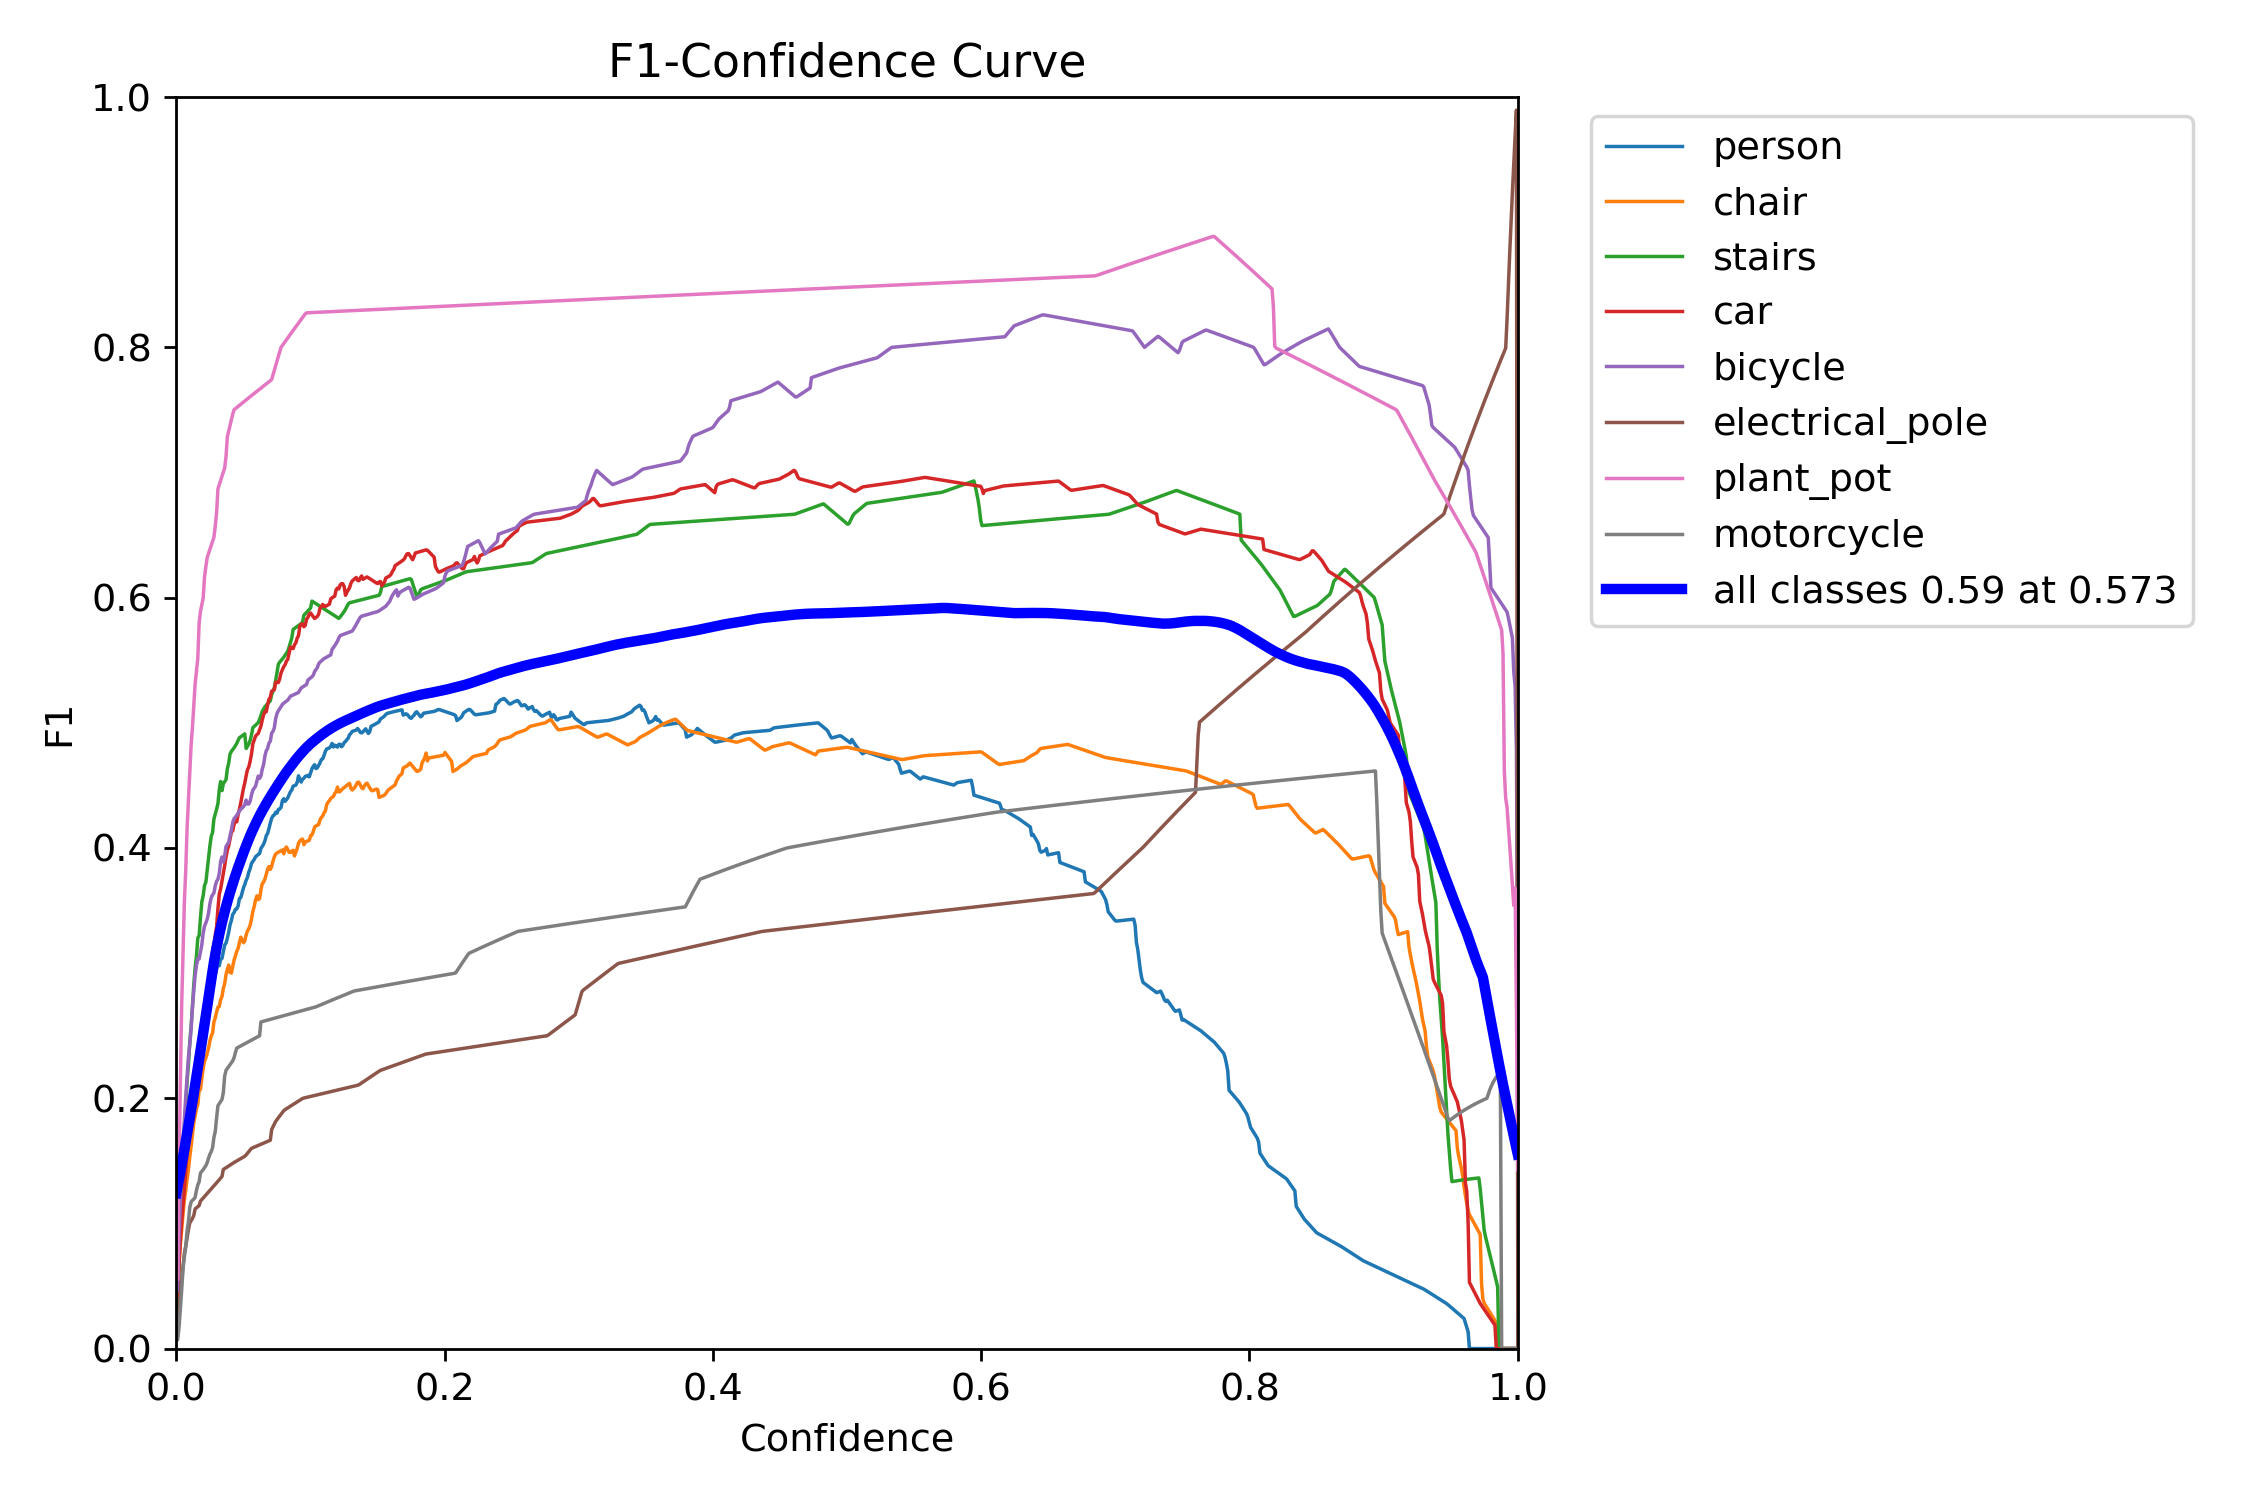 F1-Confidence Curve
1.0
0.8
0.6
0.4
0.2
0.0
F1
0.0 0.2 0.4 0.6 0.8 1.0
Confidence
person
chair
stairs
car
bicycle
electrical_pole
plant_pot
motorcycle
all classes 0.59 at 0.573